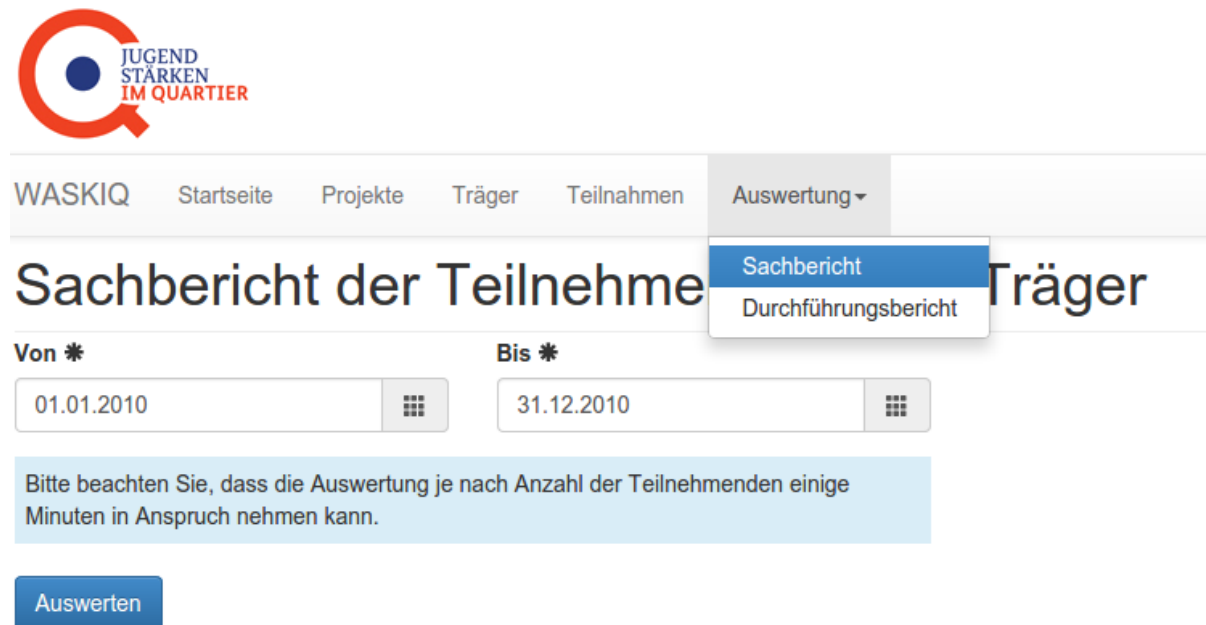 JUGEND
STÄRKEN
IM QUARTIER
WASKIQ Startseite Projekte Träger Teilnahmen Auswertung
Sachbericht
Durchführungsbericht
Sachbericht der Teilnehme Träger
Von ✱ Bis ✱
01.01.2010 31.12.2010
Bitte beachten Sie, dass die Auswertung je nach Anzahl der Teilnehmenden einige
Minuten in Anspruch nehmen kann.
Auswerten